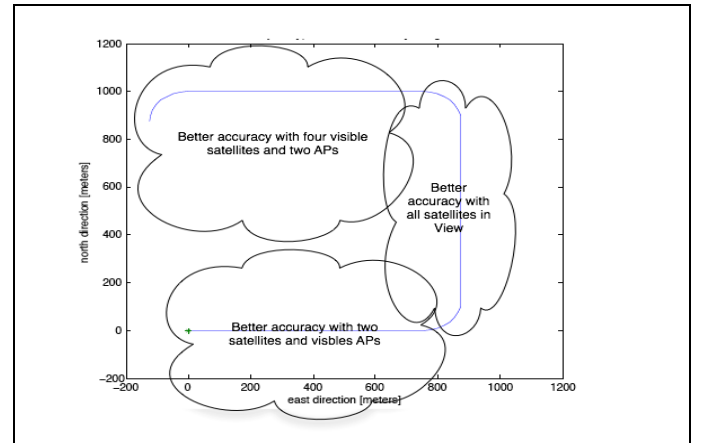 1200
1000
800
600
400
200
0
−200
north direction [meters]
Better accuracy with four visible
satellites and two APs
Better
accuracy with
all satellites in
View
Better accuracy with two
satellites and visbles APs
−200 0 200 400 600 800 1000 1200
east direction [meters]